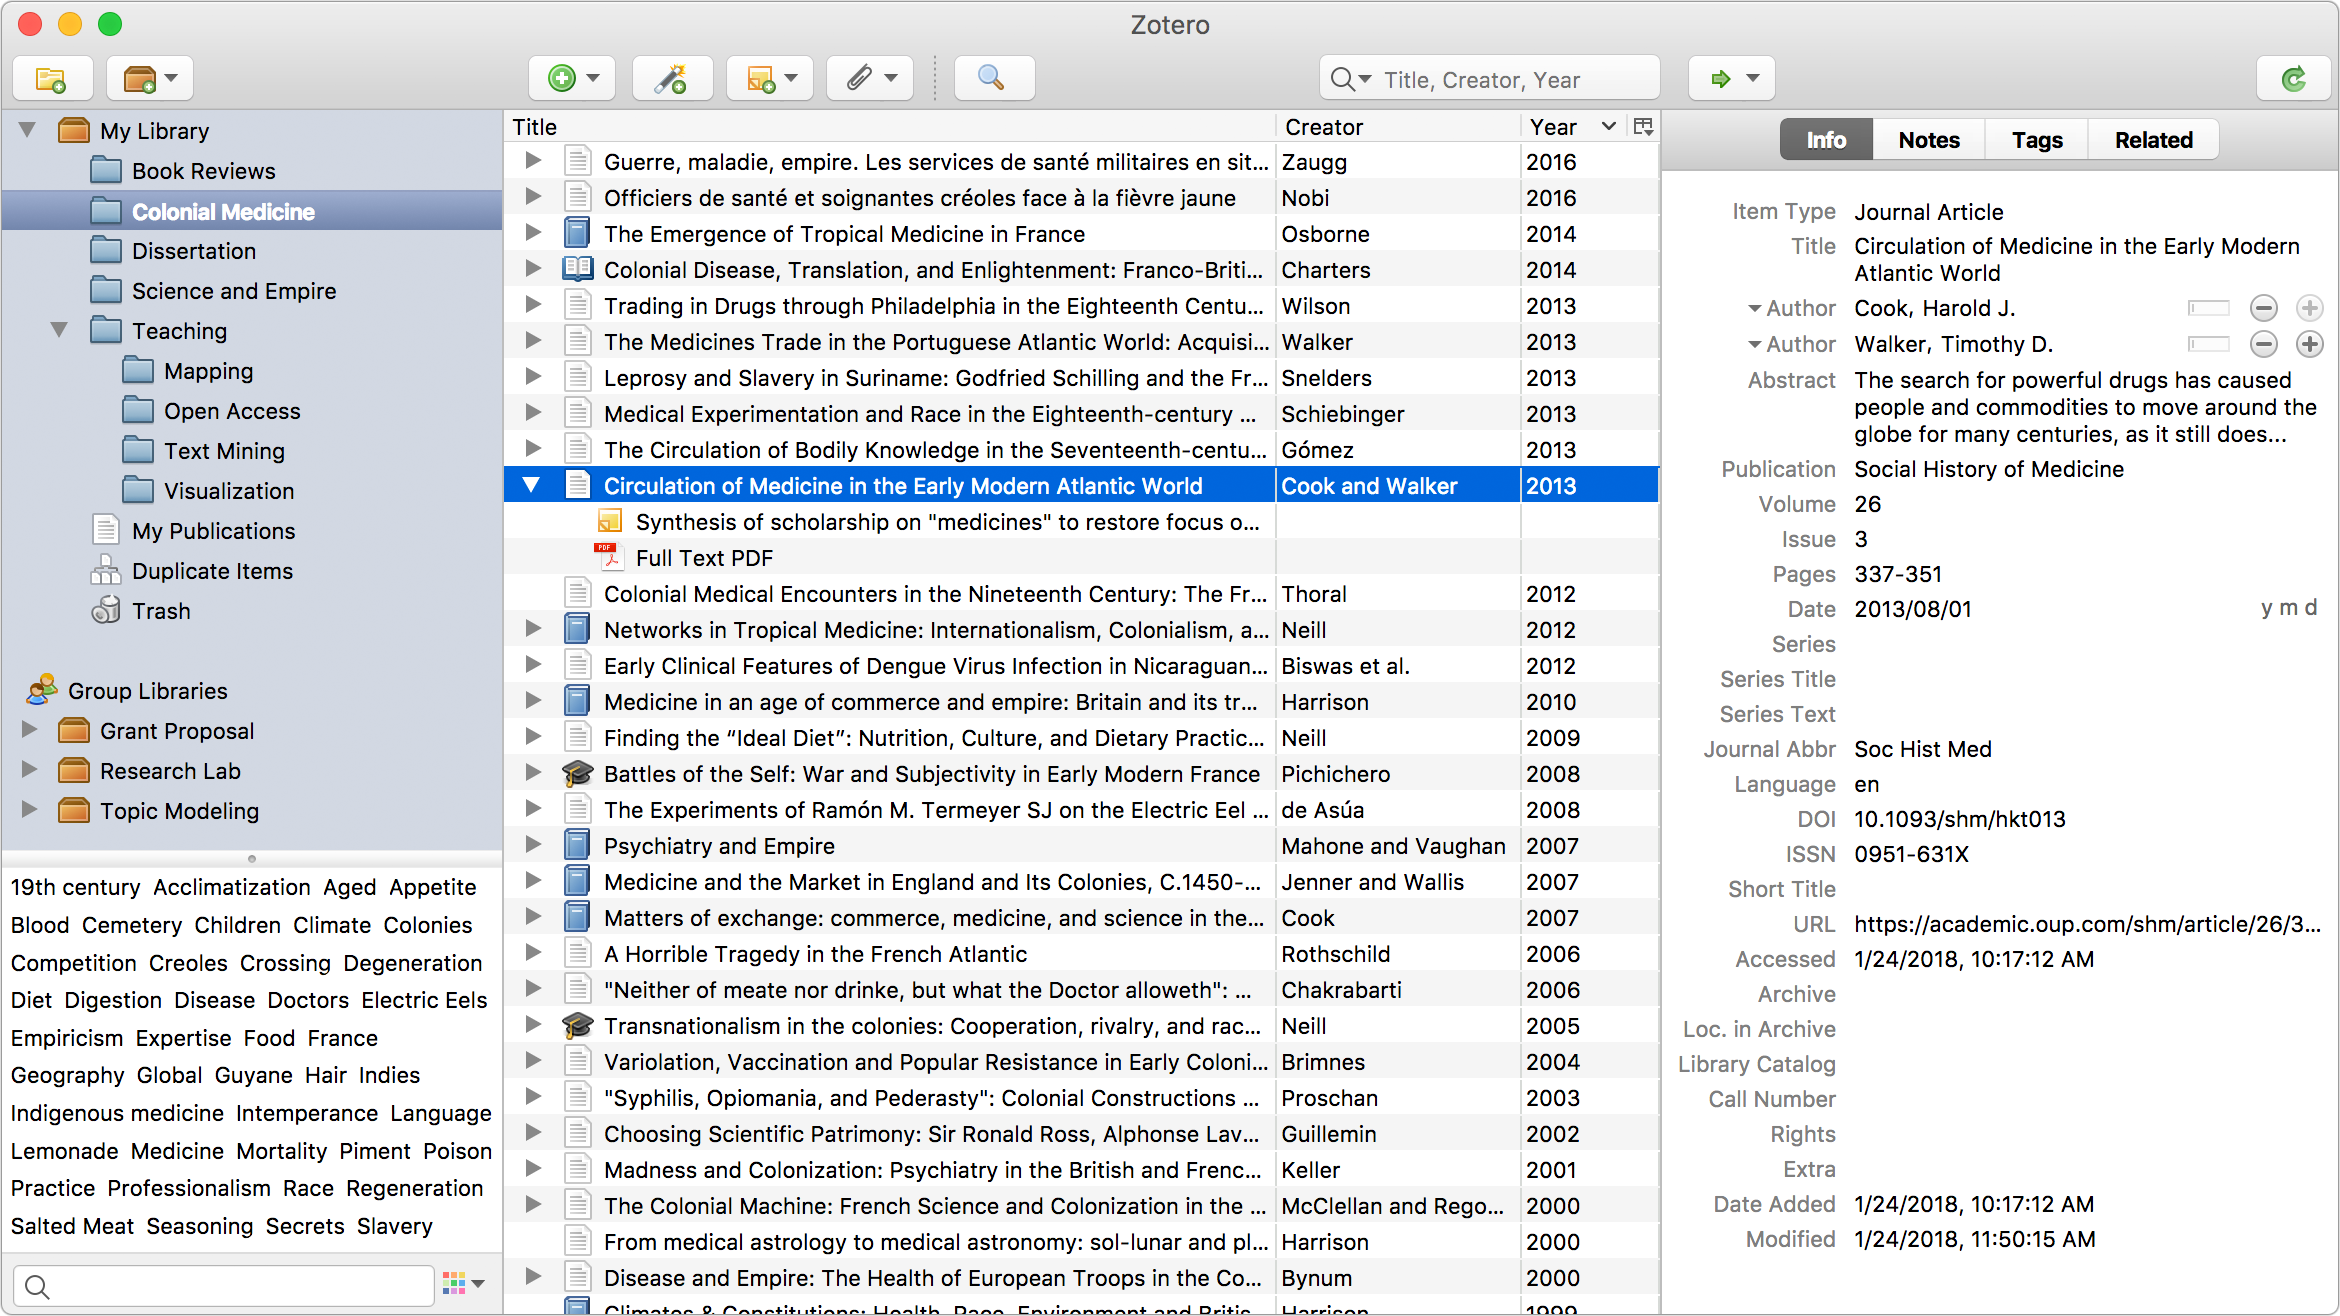 Zotero
Title, Creator, Year
My Library
Book Reviews
Colonial Medicine
Dissertation
Science and Empire
Teaching
Mapping
Open Access
Text Mining
Visualization
My Publications
Duplicate Items
Trash
Group Libraries
Grant Proposal
Research Lab
Topic Modeling
19th century Acclimatization Aged Appetite
Blood Cemetery Children Climate Colonies
Competition Creoles Crossing Degeneration
Diet Digestion Disease Doctors Electric Eels
Empiricism Expertise Food France
Geography Global Guyane Hair Indies
Indigenous medicine Intemperance Language
Lemonade Medicine Mortality Piment Poison
Practice Professionalism Race Regeneration
Salted Meat Seasoning Secrets Slavery
Title Creator Year
Guerre, maladie, empire. Les services de santé militaires en sit... Zaugg 2016
Officiers de santé et soignantes créoles face à la fièvre jaune Nobi 2016
The Emergence of Tropical Medicine in France Osborne 2014
Colonial Disease, Translation, and Enlightenment: Franco-Briti... Charters 2014
Trading in Drugs through Philadelphia in the Eighteenth Centu... Wilson 2013
The Medicines Trade in the Portuguese Atlantic World: Acquisi... Walker 2013
Leprosy and Slavery in Suriname: Godfried Schilling and the Fr... Snelders 2013
Medical Experimentation and Race in the Eighteenth-century ... Schiebinger 2013
The Circulation of Bodily Knowledge in the Seventeenth-centu... Gómez 2013
Circulation of Medicine in the Early Modern Atlantic World Cook and Walker 2013
Synthesis of scholarship on "medicines" to restore focus o...
PDF Full Text PDF
Colonial Medical Encounters in the Nineteenth Century: The Fr... Thoral 2012
Networks in Tropical Medicine: Internationalism, Colonialism, a... Neill 2012
Early Clinical Features of Dengue Virus Infection in Nicaraguan... Biswas et al. 2012
Medicine in an age of commerce and empire: Britain and its tr... Harrison 2010
Finding the “Ideal Diet”: Nutrition, Culture, and Dietary Practic... Neill 2009
Battles of the Self: War and Subjectivity in Early Modern France Pichichero 2008
The Experiments of Ramón M. Termeyer SJ on the Electric Eel ... de Asúa 2008
Psychiatry and Empire Mahone and Vaughan 2007
Medicine and the Market in England and Its Colonies, C.1450-... Jenner and Wallis 2007
Matters of exchange: commerce, medicine, and science in the... Cook 2007
A Horrible Tragedy in the French Atlantic Rothschild 2006
"Neither of meate nor drinke, but what the Doctor alloweth": ... Chakrabarti 2006
Transnationalism in the colonies: Cooperation, rivalry, and rac... Neill 2005
Variolation, Vaccination and Popular Resistance in Early Coloni... Brimnes 2004
"Syphilis, Opiomania, and Pederasty": Colonial Constructions ... Proschan 2003
Choosing Scientific Patrimony: Sir Ronald Ross, Alphonse Lav... Guillemin 2002
Madness and Colonization: Psychiatry in the British and Frenc... Keller 2001
The Colonial Machine: French Science and Colonization in the ... McClellan and Rego... 2000
From medical astrology to medical astronomy: sol-lunar and pl... Harrison 2000
Disease and Empire: The Health of European Troops in the Co... Bynum 2000
Climates & Constitutions: Health, Race, Environment and Britis... Harrison 1999
Info Notes Tags Related
Item Type Journal Article
Title Circulation of Medicine in the Early Modern
Atlantic World
Author Cook, Harold J.
Author Walker, Timothy D.
Abstract The search for powerful drugs has caused
people and commodities to move around the
globe for many centuries, as it still does...
Publication Social History of Medicine
Volume 26
Issue 3
Pages 337-351
Date 2013/08/01 y m d
Series
Series Title
Series Text
Journal Abbr Soc Hist Med
Language en
DOI 10.1093/shm/hkt013
ISSN 0951-631X
Short Title
URL https://academic.oup.com/shm/article/26/3...
Accessed 1/24/2018, 10:17:12 AM
Archive
Loc. in Archive
Library Catalog
Call Number
Rights
Extra
Date Added 1/24/2018, 10:17:12 AM
Modified 1/24/2018, 11:50:15 AM